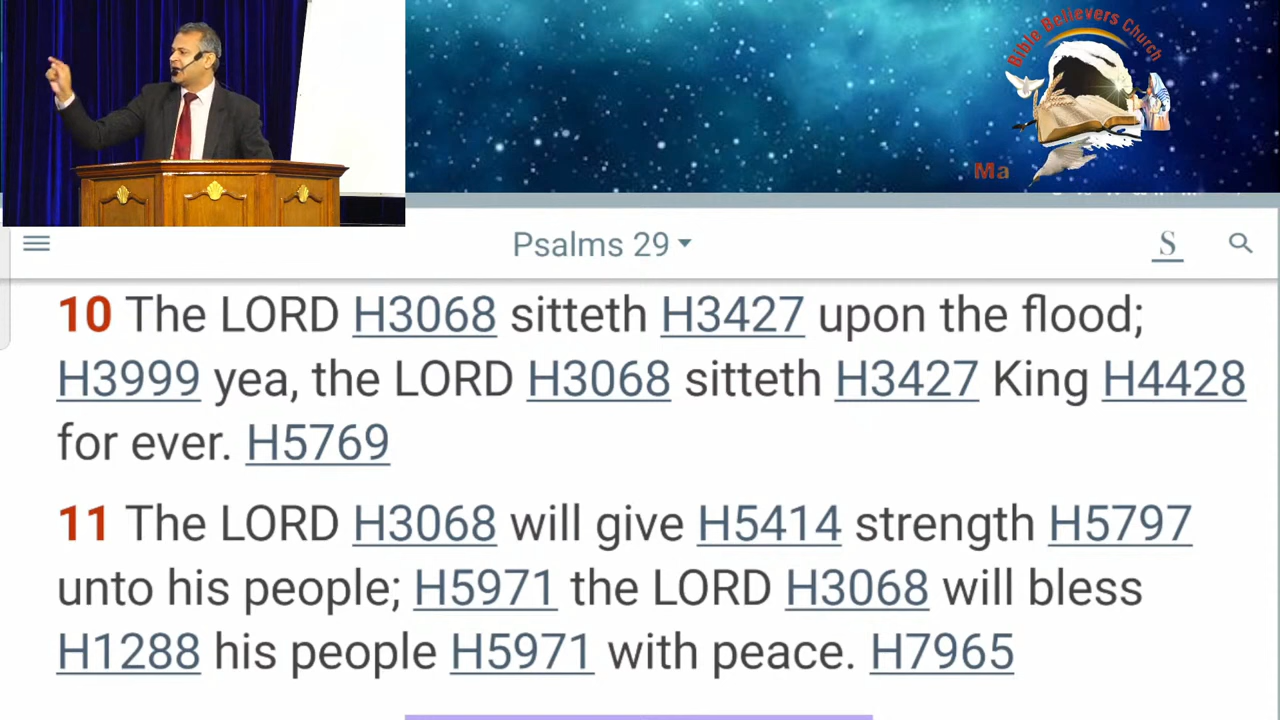 Bible Believers Church
Ma
Psalms 29
S
10 The LORD H3068 sitteth H3427 upon the flood;
H3999 yea, the LORD H3068 sitteth H3427 King H4428
for ever. H5769
11 The LORD H3068 will give H5414 strength H5797
unto his people; H5971 the LORD H3068 will bless
H1288 his people H5971 with peace. H7965